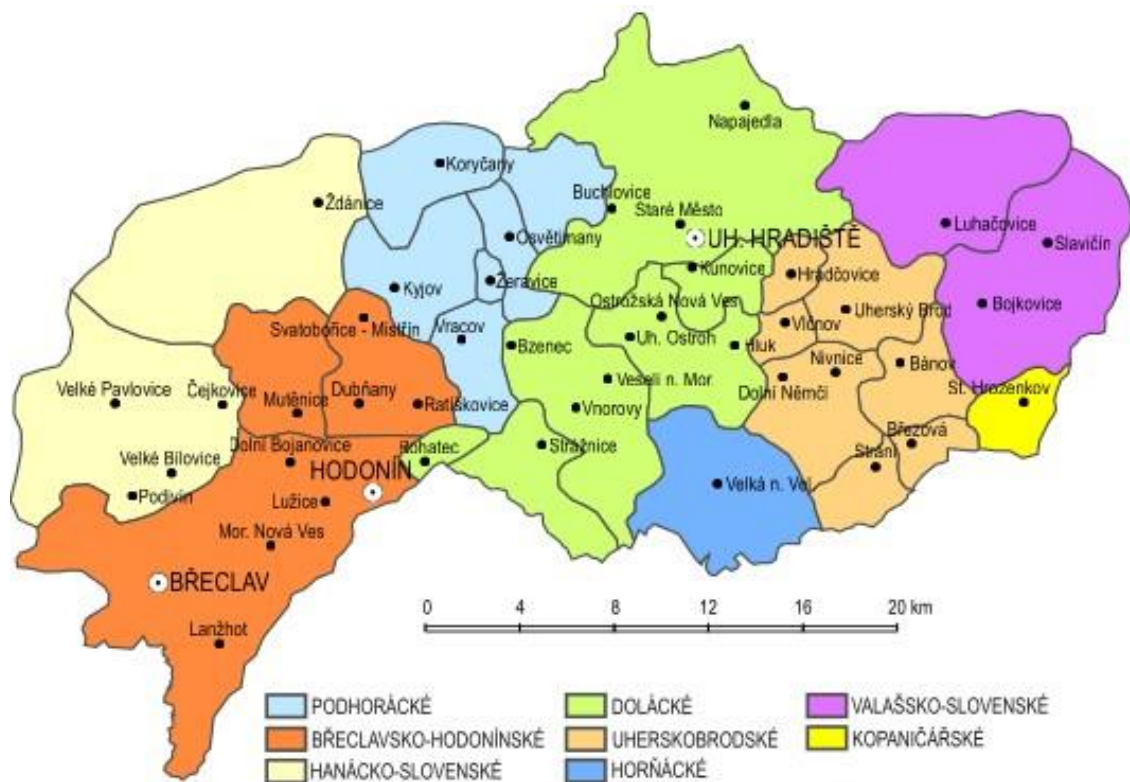 Napajedla
Koryčany
Ždánice
Buchlovice
Staré Město
UH. HRADIŠTĚ
Luhačovice
Slavičín
Osvětimany
Kunovice
Hradčovice
Žeravice
Kyjov
Ostrožská Nová Ves
Uherský Brod
Bojkovice
Svatobořice - Mistřín
Vracov
Vlčnov
Bzenec
Uh. Ostroh
Hluk
Nivnice
Bánov
Velké Pavlovice
Čejkovice
Dubňany
Veselí n. Mor.
Dolní Němčí
St. Hrozenkov
Mutěnice
Ratíškovice
Vnorovy
Dolní Bojanovice
Rohatec
Strážnice
Březová
Velké Bílovice
HODONÍN
Strání
Podivín
Lužice
Velká n. Vel.
Mor. Nová Ves
BŘECLAV
Lanžhot
0 4 8 12 16 20 km
PODHORÁCKÉ
DOLÁCKÉ
VALAŠSKO-SLOVENSKÉ
BŘECLAVSKO-HODONÍNSKÉ
UHERSKOBRODSKÉ
KOPANIČÁŘSKÉ
HANÁCKO-SLOVENSKÉ
HORŇÁCKÉ